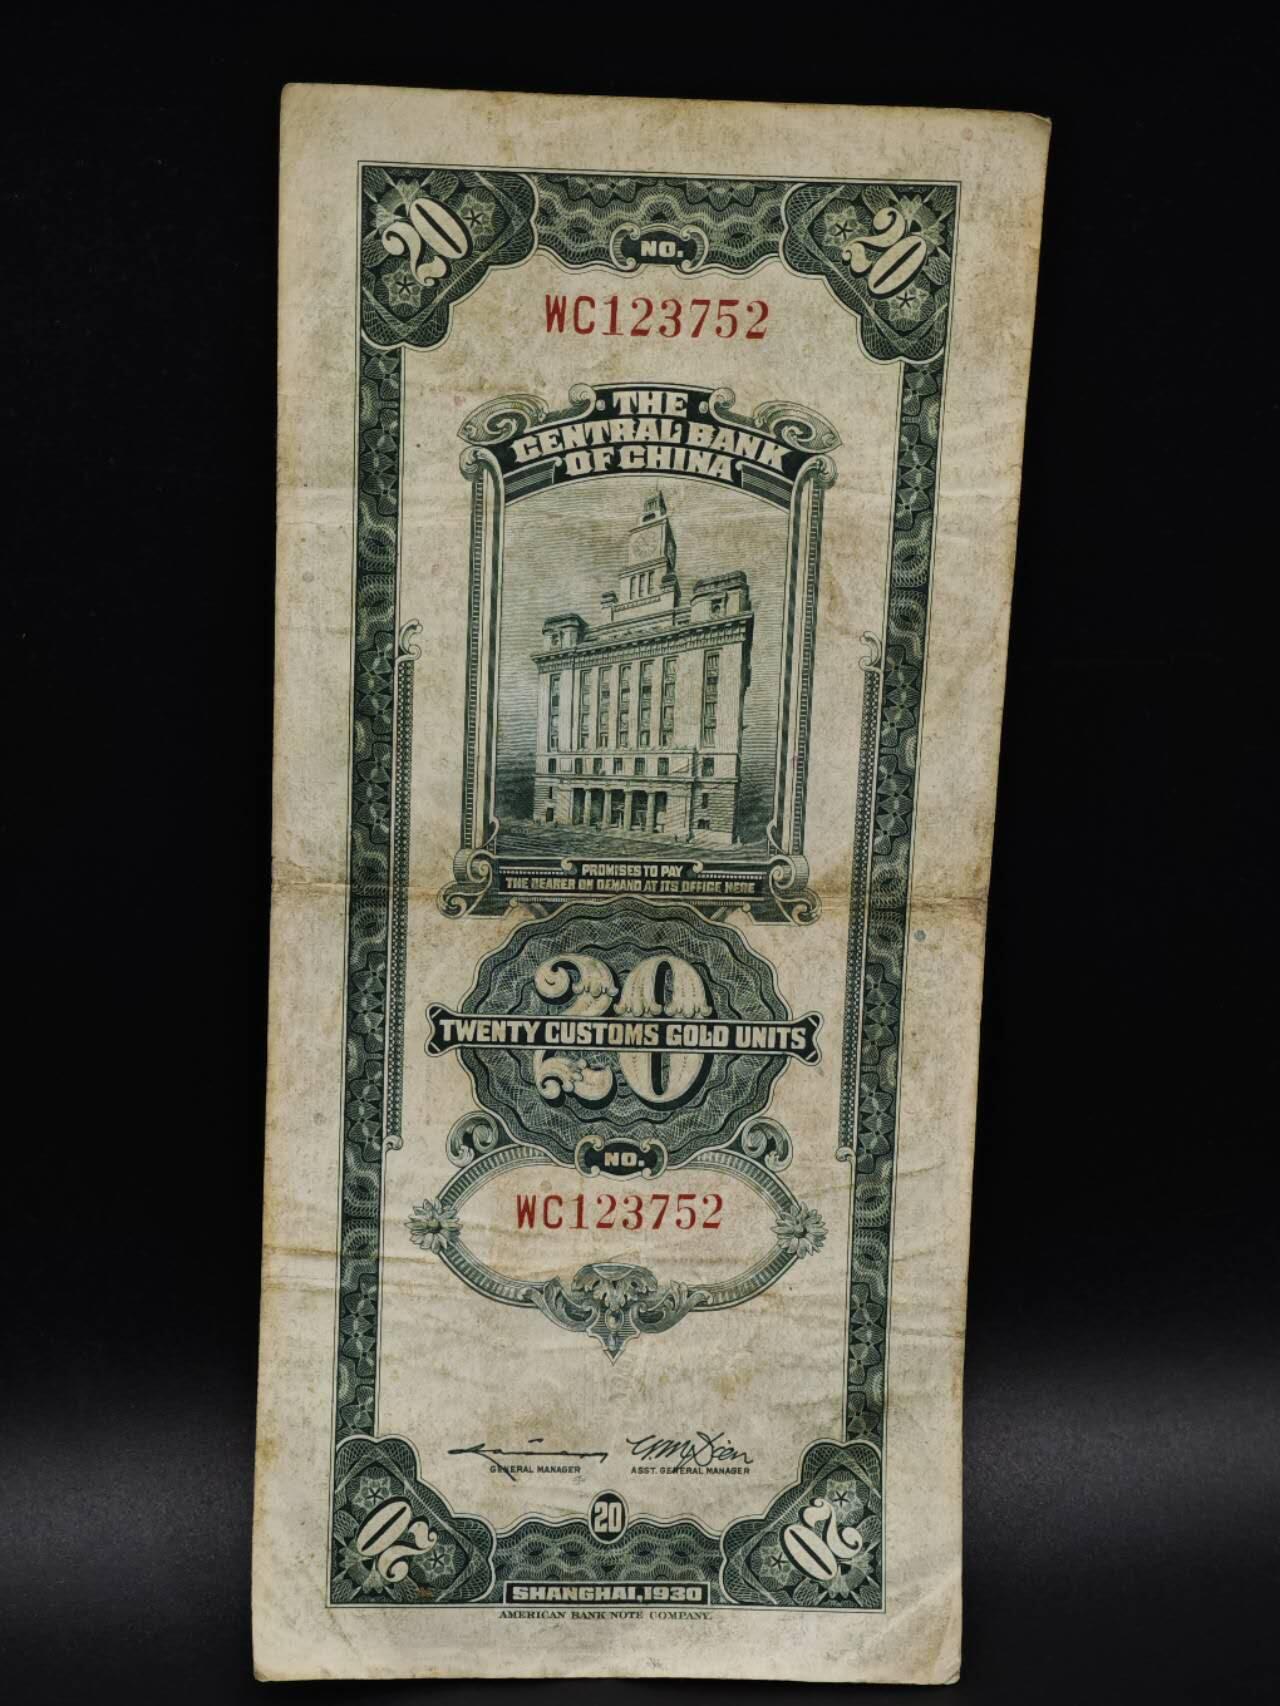 20
20
NO.
WC123752
THE
CENTRAL BANK
OF CHINA
PROMISES TO PAY
THE BEARER ON DEMAND AT ITS OFFICE HERE
20
TWENTY CUSTOMS GOLD UNITS
NO.
WC123752
GENERAL MANAGER
ASST. GENERAL MANAGER
20
20
20
SHANGHAI, 1930
AMERICAN BANK NOTE COMPANY.